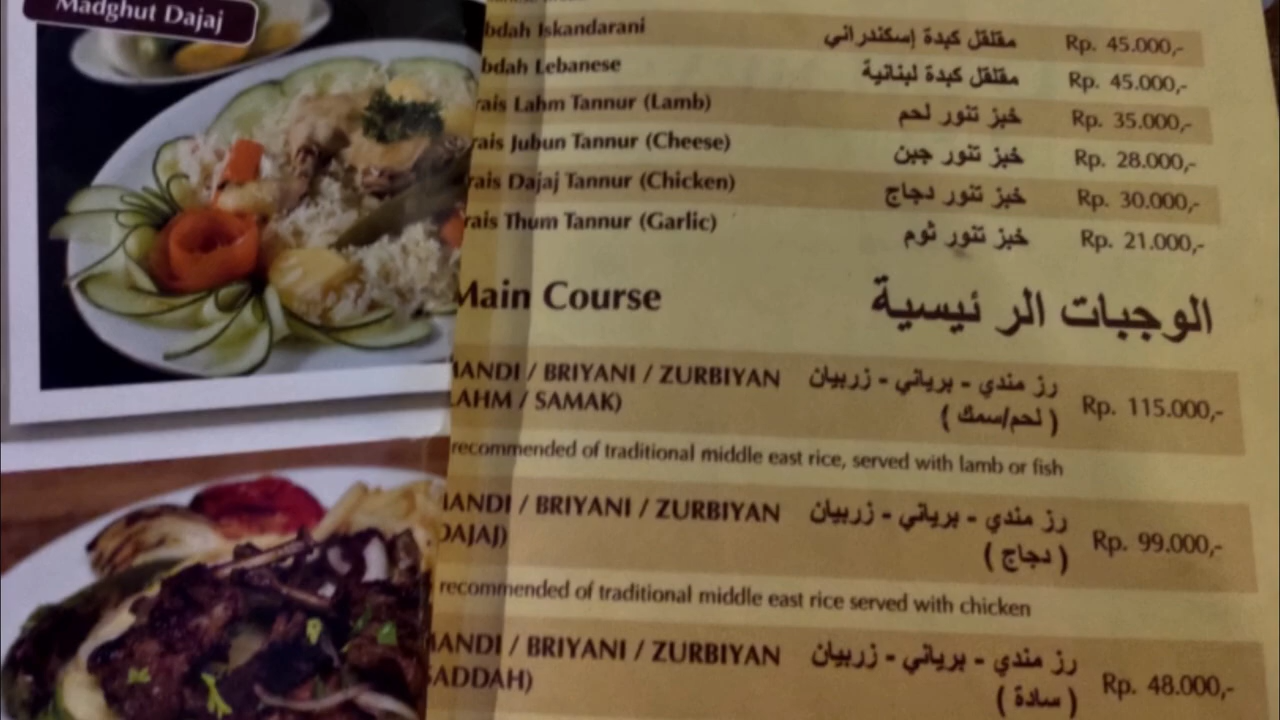 Madghut Dajaj
bdah Iskandarani مقلقل كبدة إسكندراني Rp. 45.000,-
bdah Lebanese مقلقل كبدة لبنانية Rp. 45.000,-
rais Lahm Tannur (Lamb) خبز تنور لحم Rp. 35.000,-
rais Jubun Tannur (Cheese) خبز تنور جبن Rp. 28.000,-
rais Dajaj Tannur (Chicken) خبز تنور دجاج Rp. 30.000,-
rais Thum Tannur (Garlic) خبز تنور ثوم Rp. 21.000,-
Main Course الوجبات الر ئيسية
IANDI / BRIYANI / ZURBIYAN رز مندي - برياني - زربيان Rp. 115.000,-
LAHM / SAMAK) ( لحم/سمك )
recommended of traditional middle east rice, served with lamb or fish
IANDI / BRIYANI / ZURBIYAN رز مندي - برياني - زربيان Rp. 99.000,-
DAJAJ) ( دجاج )
recommended of traditional middle east rice served with chicken
IANDI / BRIYANI / ZURBIYAN رز مندي - برياني - زربيان Rp. 48.000,-
SADDAH) ( سادة )